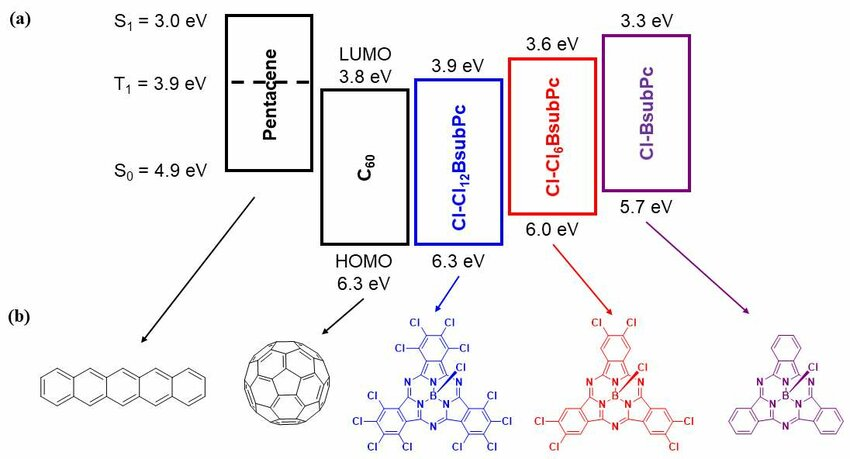 (a)
S₁ = 3.0 eV
T₁ = 3.9 eV
S₀ = 4.9 eV
Pentacene
LUMO
3.8 eV
C₆₀
HOMO
6.3 eV
3.9 eV
Cl-Cl₁₂BsubPc
6.3 eV
3.6 eV
Cl-Cl₆BsubPc
6.0 eV
3.3 eV
Cl-BsubPc
5.7 eV
(b)
Cl Cl
Cl Cl
Cl
N N N
B
Cl N N Cl
Cl N Cl
Cl Cl
Cl Cl
Cl
Cl
Cl
N N N
B
N N
Cl N Cl
Cl Cl
Cl
N N N
B
N N
N